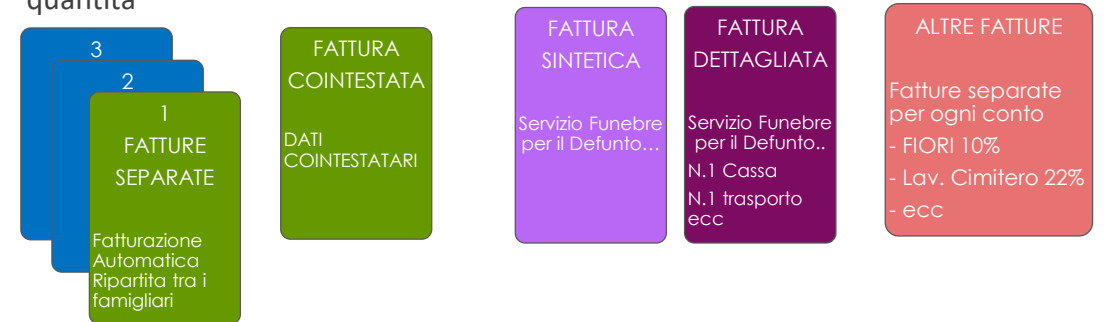 quantità
3
2
1
FATTURE
SEPARATE
Fatturazione
Automatica
Ripartita tra i
famigliari
FATTURA
COINTESTATA
DATI
COINTESTATARI
FATTURA
SINTETICA
Servizio Funebre
per il Defunto...
FATTURA
DETTAGLIATA
Servizio Funebre
per il Defunto..
N.1 Cassa
N.1 trasporto
ecc
ALTRE FATTURE
Fatture separate
per ogni conto
- FIORI 10%
- Lav. Cimitero 22%
- ecc